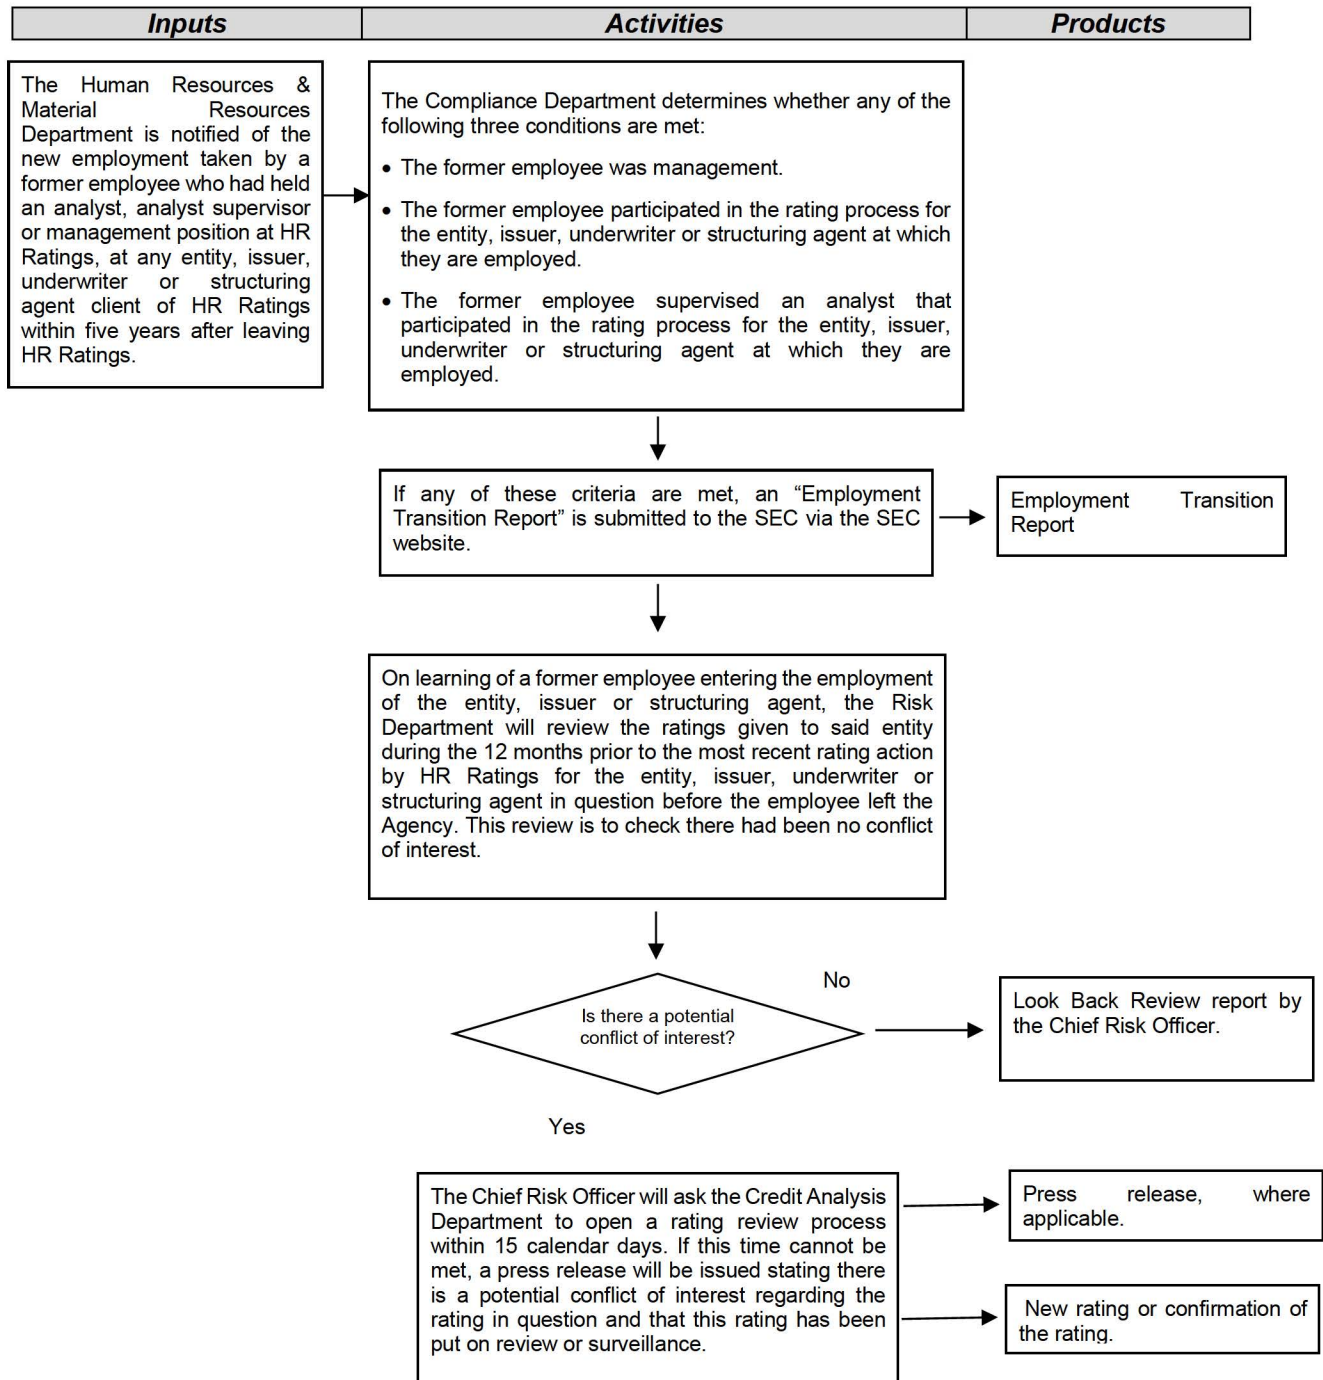 Inputs
Activities
Products
The Human Resources &
Material Resources
Department is notified of the
new employment taken by a
former employee who had held
an analyst, analyst supervisor
or management position at HR
Ratings, at any entity, issuer,
underwriter or structuring
agent client of HR Ratings
within five years after leaving
HR Ratings.
The Compliance Department determines whether any of the
following three conditions are met:
• The former employee was management.
• The former employee participated in the rating process for
the entity, issuer, underwriter or structuring agent at which
they are employed.
• The former employee supervised an analyst that
participated in the rating process for the entity, issuer,
underwriter or structuring agent at which they are
employed.
If any of these criteria are met, an “Employment
Transition Report” is submitted to the SEC via the SEC
website.
Employment Transition
Report
On learning of a former employee entering the employment
of the entity, issuer or structuring agent, the Risk
Department will review the ratings given to said entity
during the 12 months prior to the most recent rating action
by HR Ratings for the entity, issuer, underwriter or
structuring agent in question before the employee left the
Agency. This review is to check there had been no conflict
of interest.
Is there a potential
conflict of interest?
No
Look Back Review report by
the Chief Risk Officer.
Yes
The Chief Risk Officer will ask the Credit Analysis
Department to open a rating review process
within 15 calendar days. If this time cannot be
met, a press release will be issued stating there
is a potential conflict of interest regarding the
rating in question and that this rating has been
put on review or surveillance.
Press release, where
applicable.
New rating or confirmation of
the rating.